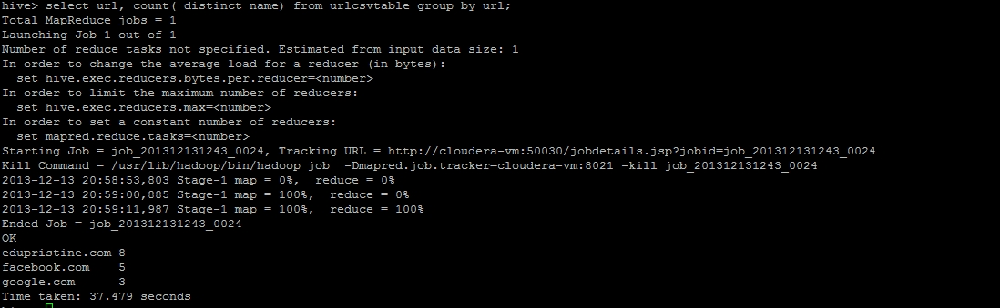 hive> select url, count( distinct name) from urlcsvtable group by url;
Total MapReduce jobs = 1
Launching Job 1 out of 1
Number of reduce tasks not specified. Estimated from input data size: 1
In order to change the average load for a reducer (in bytes):
  set hive.exec.reducers.bytes.per.reducer=<number>
In order to limit the maximum number of reducers:
  set hive.exec.reducers.max=<number>
In order to set a constant number of reducers:
  set mapred.reduce.tasks=<number>
Starting Job = job_201312131243_0024, Tracking URL = http://cloudera-vm:50030/jobdetails.jsp?jobid=job_201312131243_0024
Kill Command = /usr/lib/hadoop/bin/hadoop job  -Dmapred.job.tracker=cloudera-vm:8021 -kill job_201312131243_0024
2013-12-13 20:58:53,803 Stage-1 map = 0%,  reduce = 0%
2013-12-13 20:59:00,885 Stage-1 map = 100%,  reduce = 0%
2013-12-13 20:59:11,987 Stage-1 map = 100%,  reduce = 100%
Ended Job = job_201312131243_0024
OK
edupristine.com 8
facebook.com    5
google.com      3
Time taken: 37.479 seconds